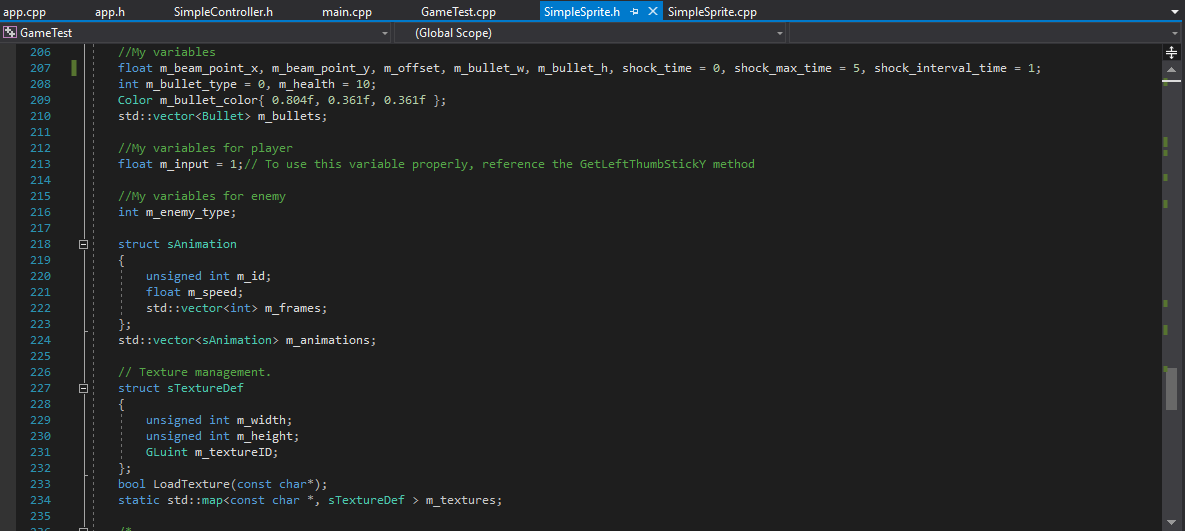 app.cpp app.h SimpleController.h main.cpp GameTest.cpp SimpleSprite.h SimpleSprite.cpp
GameTest (Global Scope)
206 //My variables
207 float m_beam_point_x, m_beam_point_y, m_offset, m_bullet_w, m_bullet_h, shock_time = 0, shock_max_time = 5, shock_interval_time = 1;
208 int m_bullet_type = 0, m_health = 10;
209 Color m_bullet_color{ 0.804f, 0.361f, 0.361f };
210 std::vector<Bullet> m_bullets;
211
212 //My variables for player
213 float m_input = 1;// To use this variable properly, reference the GetLeftThumbStickY method
214
215 //My variables for enemy
216 int m_enemy_type;
217
218 struct sAnimation
219 {
220 unsigned int m_id;
221 float m_speed;
222 std::vector<int> m_frames;
223 };
224 std::vector<sAnimation> m_animations;
225
226 // Texture management.
227 struct sTextureDef
228 {
229 unsigned int m_width;
230 unsigned int m_height;
231 GLuint m_textureID;
232 };
233 bool LoadTexture(const char*);
234 static std::map<const char *, sTextureDef > m_textures;
235